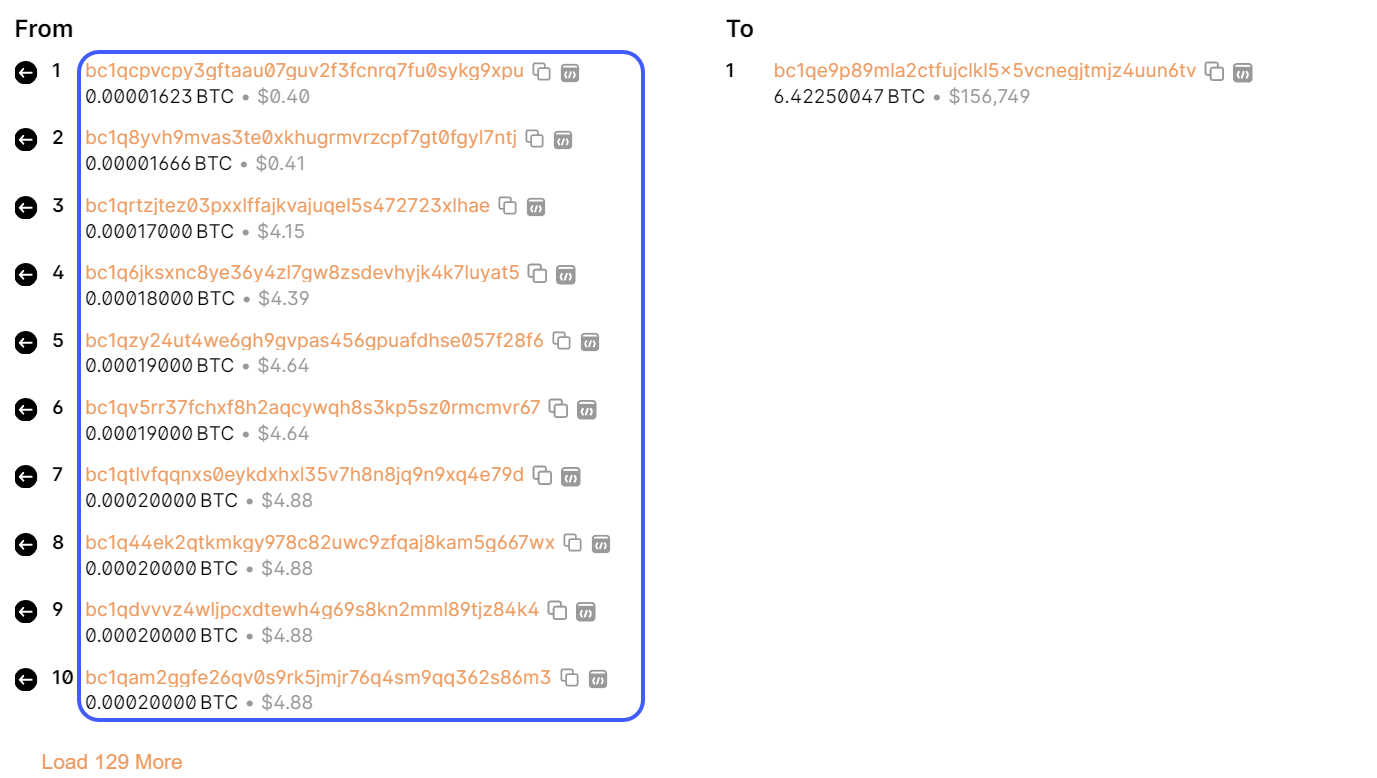 From
1 bc1qcpvcpy3gftaau07guv2f3fcnrq7fu0sykg9xpu
0.00001623 BTC • $0.40
2 bc1q8yvh9mvas3te0xkhugrmvrzcpf7gt0fgyl7ntj
0.00001666 BTC • $0.41
3 bc1qrtzjtez03pxxlffajkvajuqel5s472723xlhae
0.00017000 BTC • $4.15
4 bc1q6jksxnc8ye36y4zl7gw8zsdevhyjk4k7luyat5
0.00018000 BTC • $4.39
5 bc1qzy24ut4we6gh9gvpas456gpuafdhse057f28f6
0.00019000 BTC • $4.64
6 bc1qv5rr37fchxf8h2aqcywqh8s3kp5sz0rmcmvr67
0.00019000 BTC • $4.64
7 bc1qtlvfqqnxs0eykdxhxl35v7h8n8jq9n9xq4e79d
0.00020000 BTC • $4.88
8 bc1q44ek2qtkmkgy978c82uwc9zfqaj8kam5g667wx
0.00020000 BTC • $4.88
9 bc1qdvvvz4wljpcxdtewh4g69s8kn2mml89tjz84k4
0.00020000 BTC • $4.88
10 bc1qam2ggfe26qv0s9rk5jmjr76q4sm9qq362s86m3
0.00020000 BTC • $4.88
Load 129 More
To
1 bc1qe9p89mla2ctfujclkl5×5vcnegjtmjz4uun6tv
6.42250047 BTC • $156,749